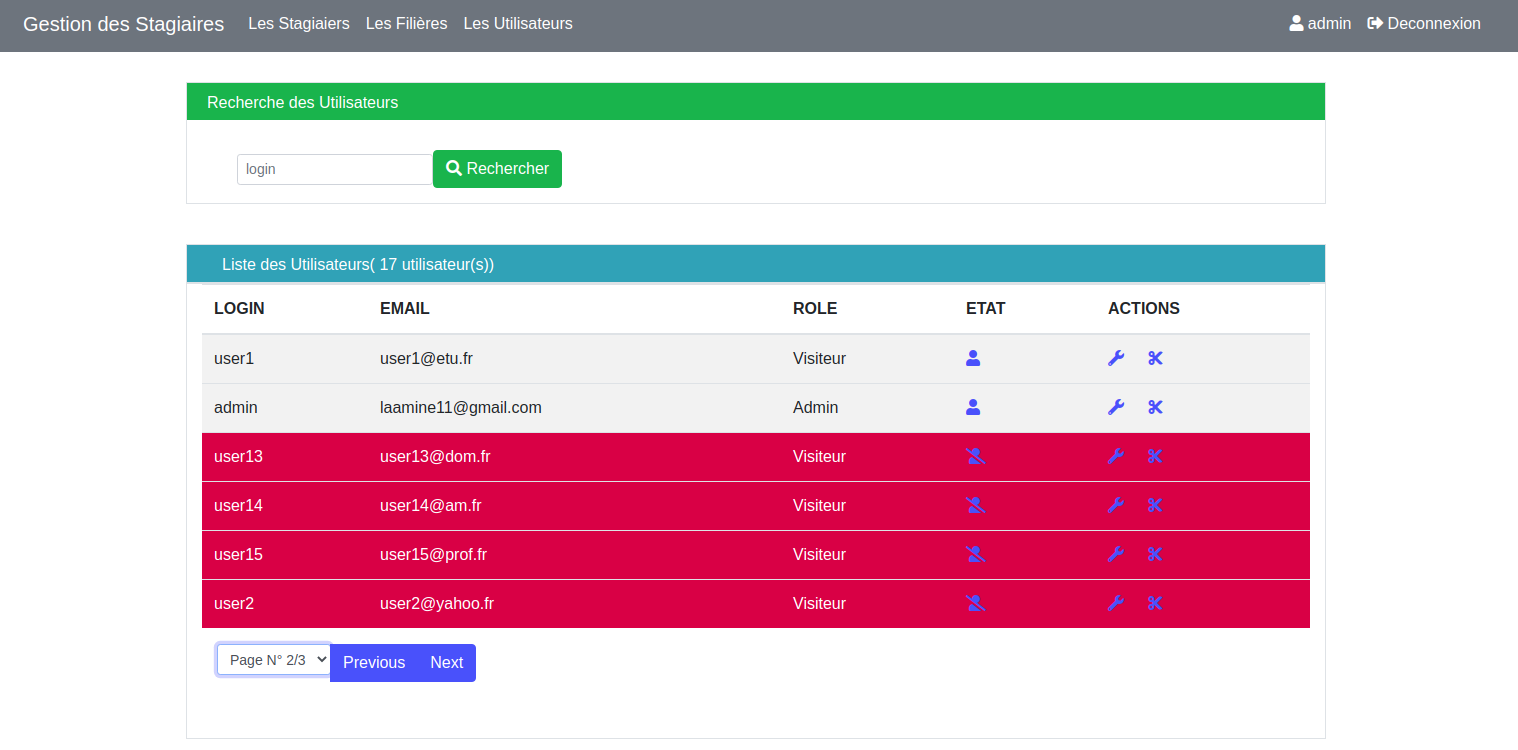 Gestion des Stagiaires Les Stagiaiers Les Filières Les Utilisateurs admin Deconnexion
Recherche des Utilisateurs
login Rechercher
Liste des Utilisateurs( 17 utilisateur(s))
LOGIN EMAIL ROLE ETAT ACTIONS
user1 user1@etu.fr Visiteur
admin laamine11@gmail.com Admin
user13 user13@dom.fr Visiteur
user14 user14@am.fr Visiteur
user15 user15@prof.fr Visiteur
user2 user2@yahoo.fr Visiteur
Page N° 2/3 Previous Next